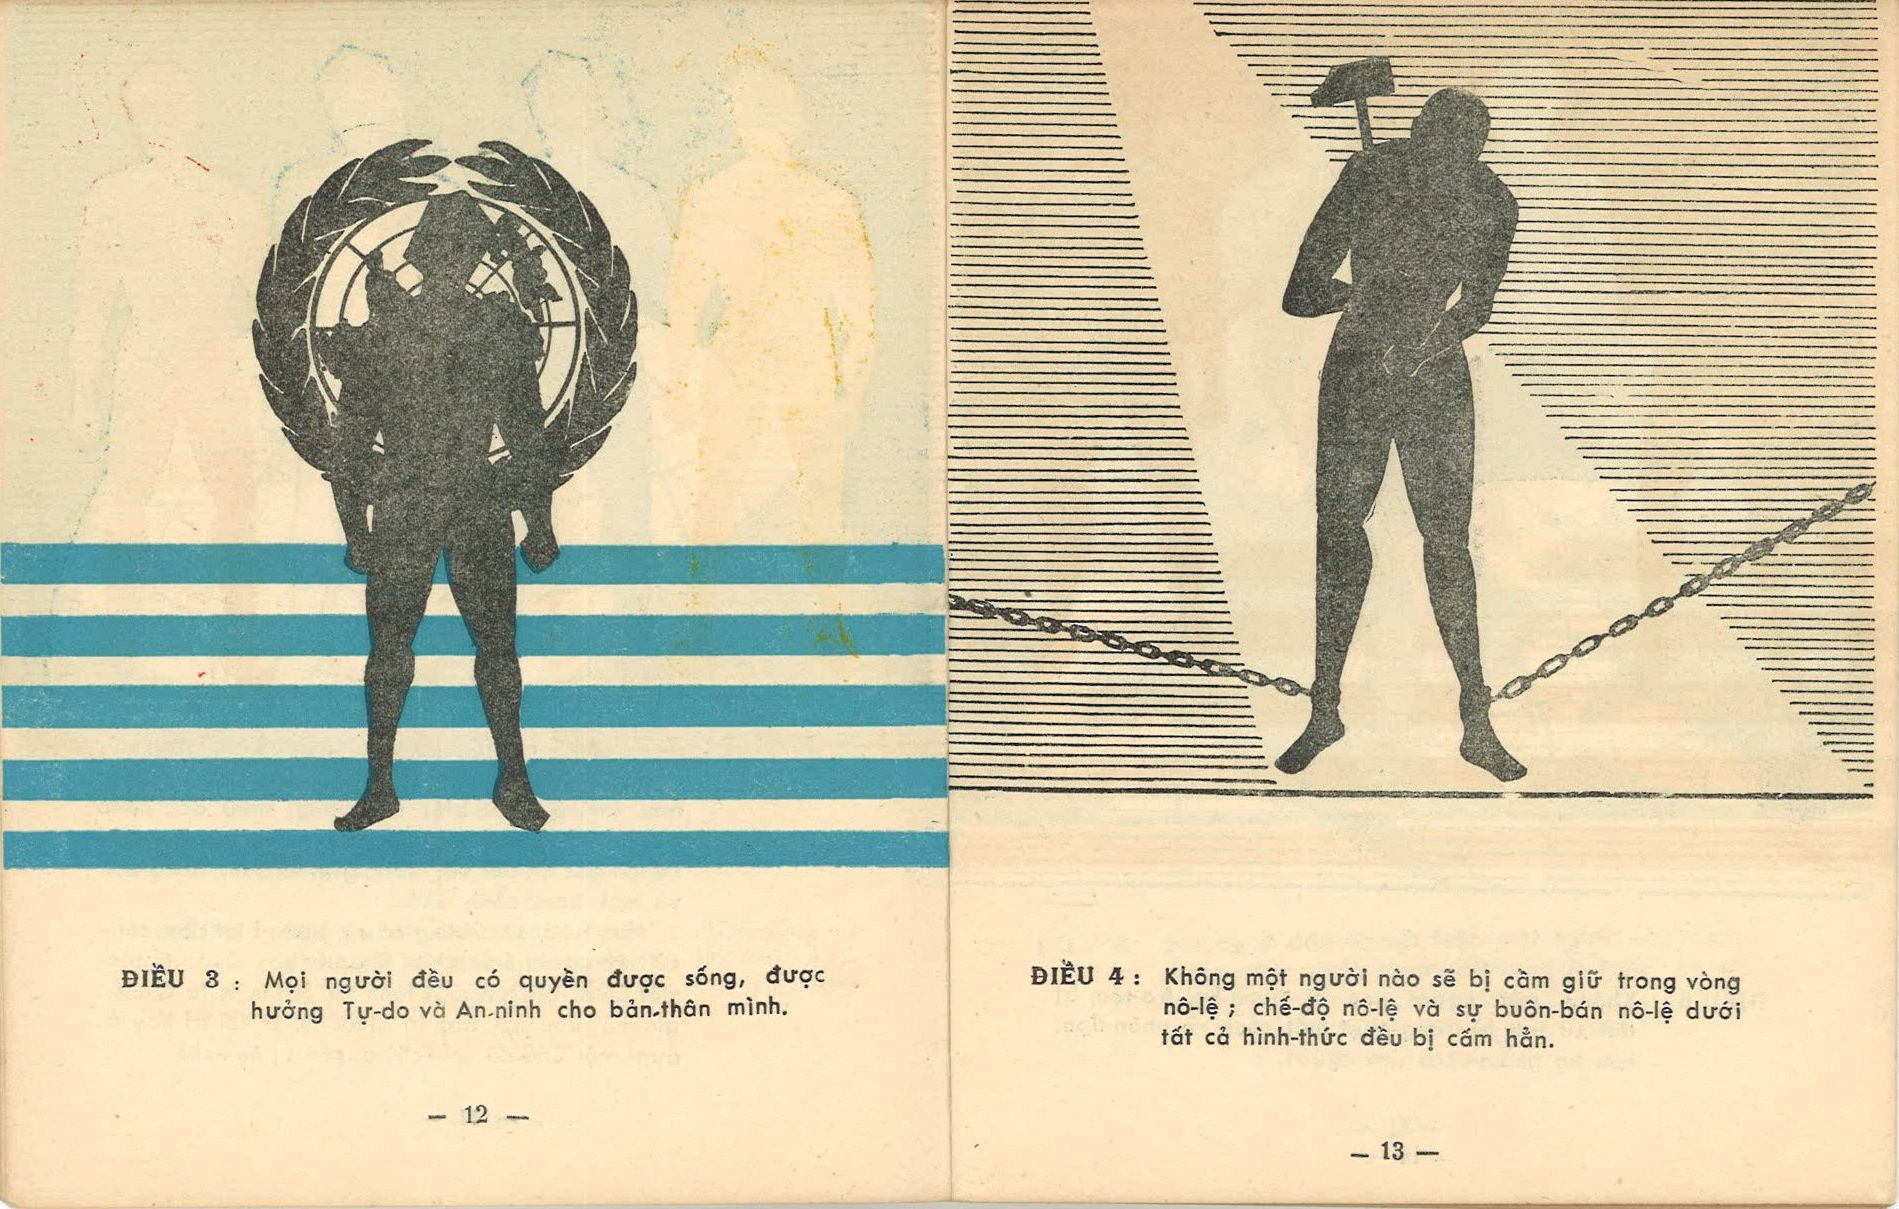 ĐIỀU 3 : Mọi người đều có quyền được sống, được
hưởng Tự-do và An-ninh cho bản-thân mình.
— 12 —
ĐIỀU 4 : Không một người nào sẽ bị cầm giữ trong vòng
nô-lệ ; chế-độ nô-lệ và sự buôn-bán nô-lệ dưới
tất cả hình-thức đều bị cấm hẳn.
— 13 —